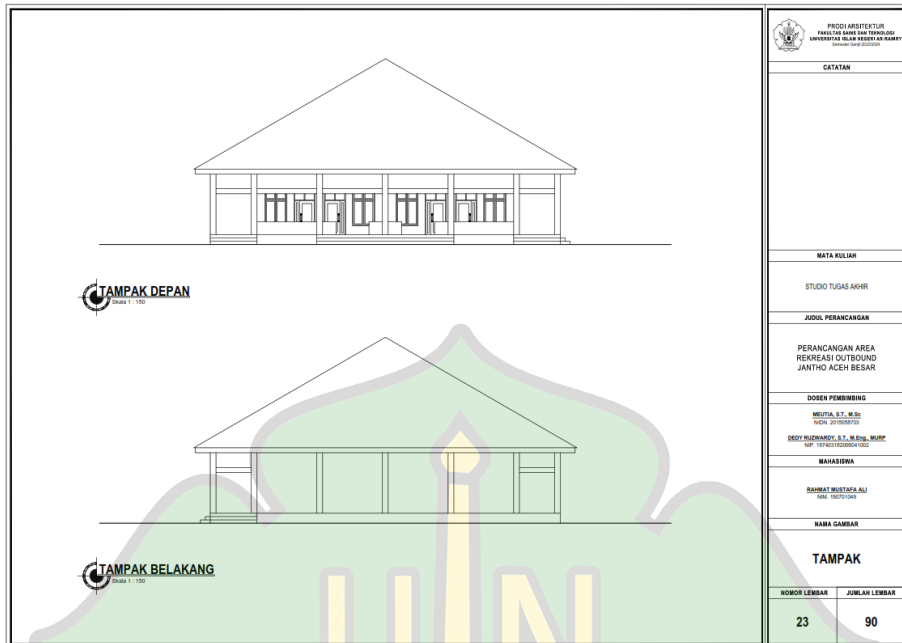 TAMPAK DEPAN
Skala 1 : 150
TAMPAK BELAKANG
Skala 1 : 150
PRODI ARSITEKTUR
FAKULTAS SAINS DAN TEKNOLOGI
UNIVERSITAS ISLAM NEGERI AR-RANIRY
Semester Ganjil 2023/2024
CATATAN
MATA KULIAH
STUDIO TUGAS AKHIR
JUDUL PERANCANGAN
PERANCANGAN AREA
REKREASI OUTBOUND
JANTHO ACEH BESAR
DOSEN PEMBIMBING
MEUTIA, S.T., M.Sc
NIDN. 2015058703
DEDY RUZWARDY, S.T., M.Eng., MURP
NIP. 197403182006041002
MAHASISWA
RAHMAT MUSTAFA ALI
NIM. 190701049
NAMA GAMBAR
TAMPAK
NOMOR LEMBAR
JUMLAH LEMBAR
23
90
UIN